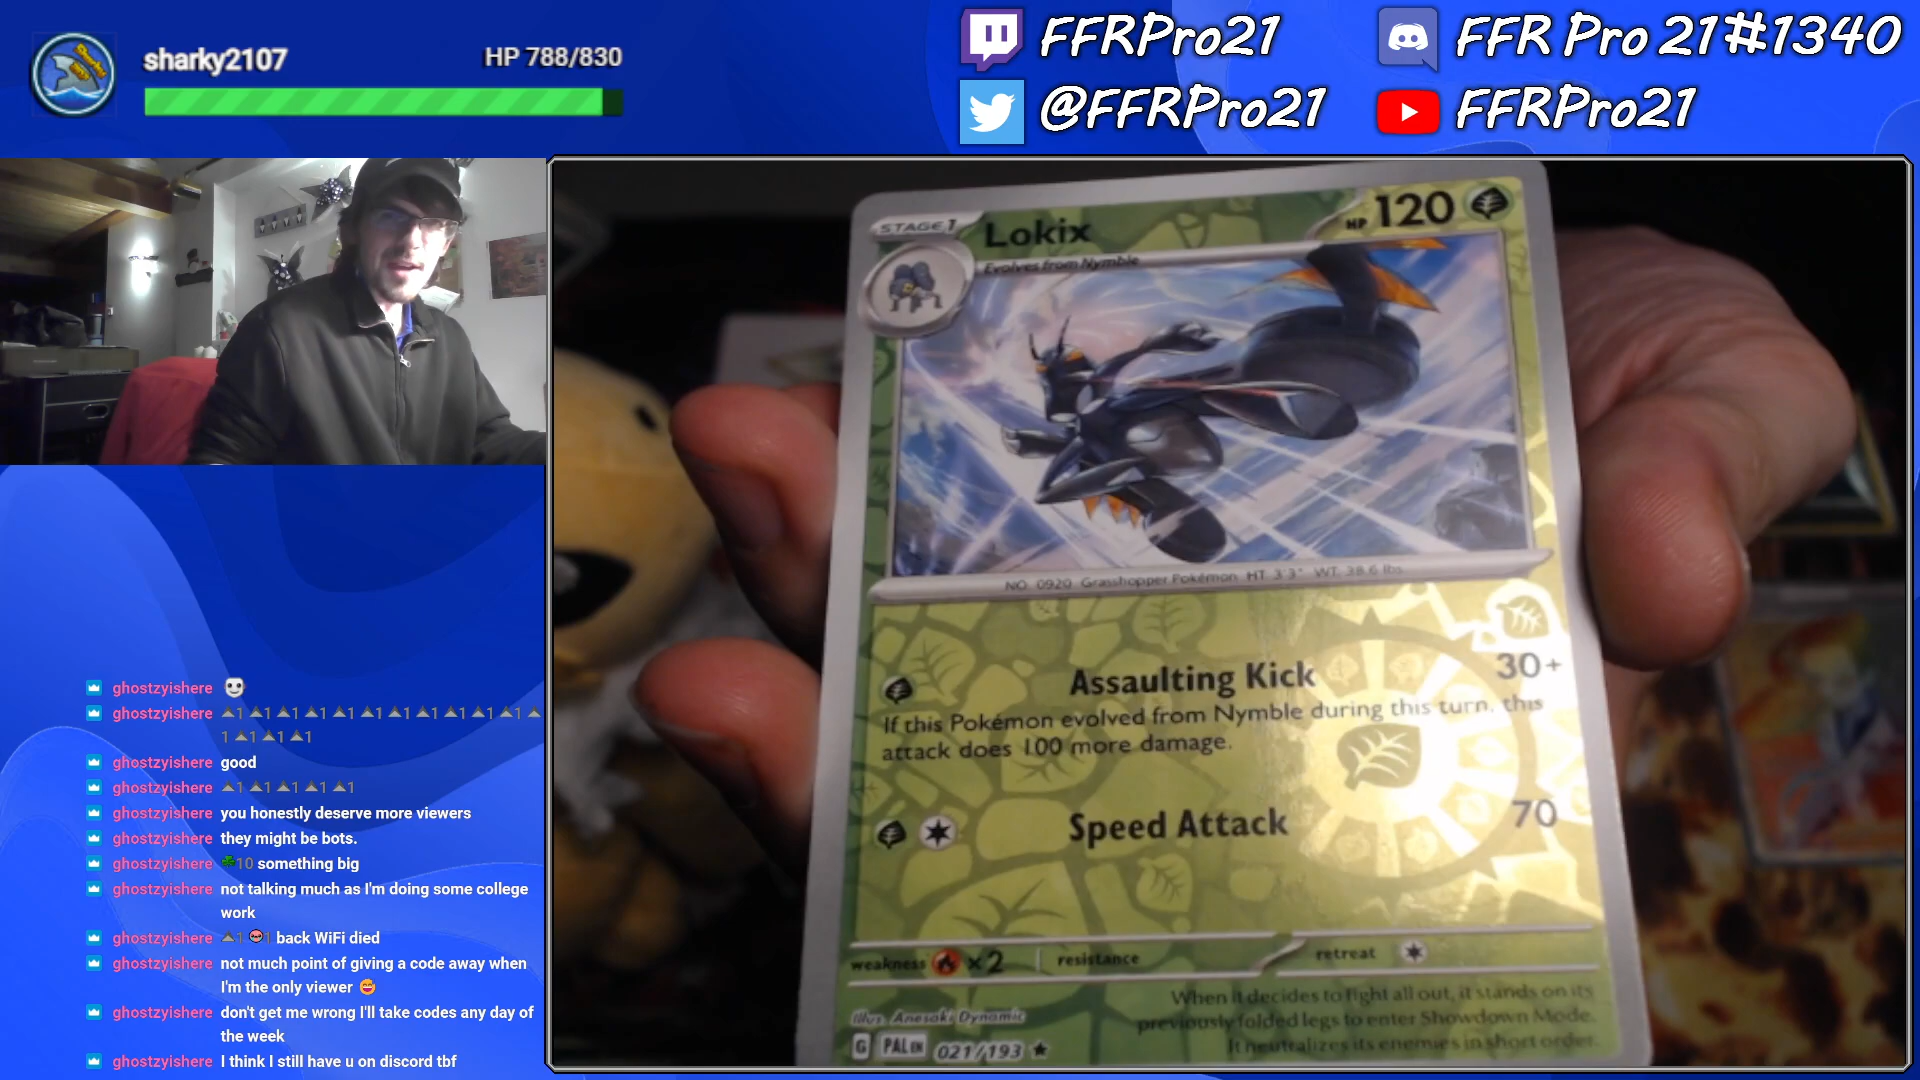 sharky2107 HP 788/830
FFRPro21
FFR Pro 21#1340
@FFRPro21
FFRPro21
STAGE 1 Lokix HP 120
Evolves from Nymble
NO. 0920 Grasshopper Pokémon HT 3'3" WT. 38.6 lbs.
Assaulting Kick 30+
If this Pokémon evolved from Nymble during this turn, this
attack does 100 more damage.
Speed Attack 70
weakness ×2 resistance retreat
When it decides to fight all out, it stands on its
previously folded legs to enter Showdown Mode.
It neutralizes its enemies in short order.
Illus. Anesaki Dynamic
G PAL EN 021/193 ★
ghostzyishere
ghostzyishere 1 1 1 1 1 1 1 1 1 1 1
1 1 1 1
ghostzyishere good
ghostzyishere 1 1 1 1 1
ghostzyishere you honestly deserve more viewers
ghostzyishere they might be bots.
ghostzyishere 10 something big
ghostzyishere not talking much as I'm doing some college
work
ghostzyishere 1 1 back WiFi died
ghostzyishere not much point of giving a code away when
I'm the only viewer 😅
ghostzyishere don't get me wrong I'll take codes any day of
the week
ghostzyishere I think I still have u on discord tbf